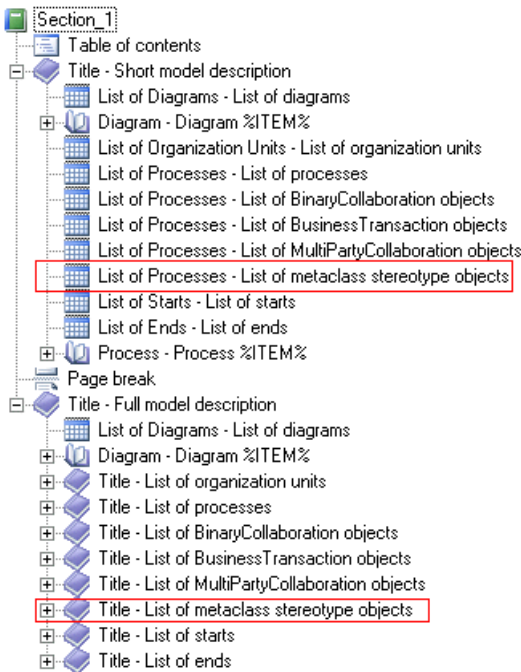 Section_1
Table of contents
Title - Short model description
List of Diagrams - List of diagrams
Diagram - Diagram %ITEM%
List of Organization Units - List of organization units
List of Processes - List of processes
List of Processes - List of BinaryCollaboration objects
List of Processes - List of BusinessTransaction objects
List of Processes - List of MultiPartyCollaboration objects
List of Processes - List of metaclass stereotype objects
List of Starts - List of starts
List of Ends - List of ends
Process - Process %ITEM%
Page break
Title - Full model description
List of Diagrams - List of diagrams
Diagram - Diagram %ITEM%
Title - List of organization units
Title - List of processes
Title - List of BinaryCollaboration objects
Title - List of BusinessTransaction objects
Title - List of MultiPartyCollaboration objects
Title - List of metaclass stereotype objects
Title - List of starts
Title - List of ends